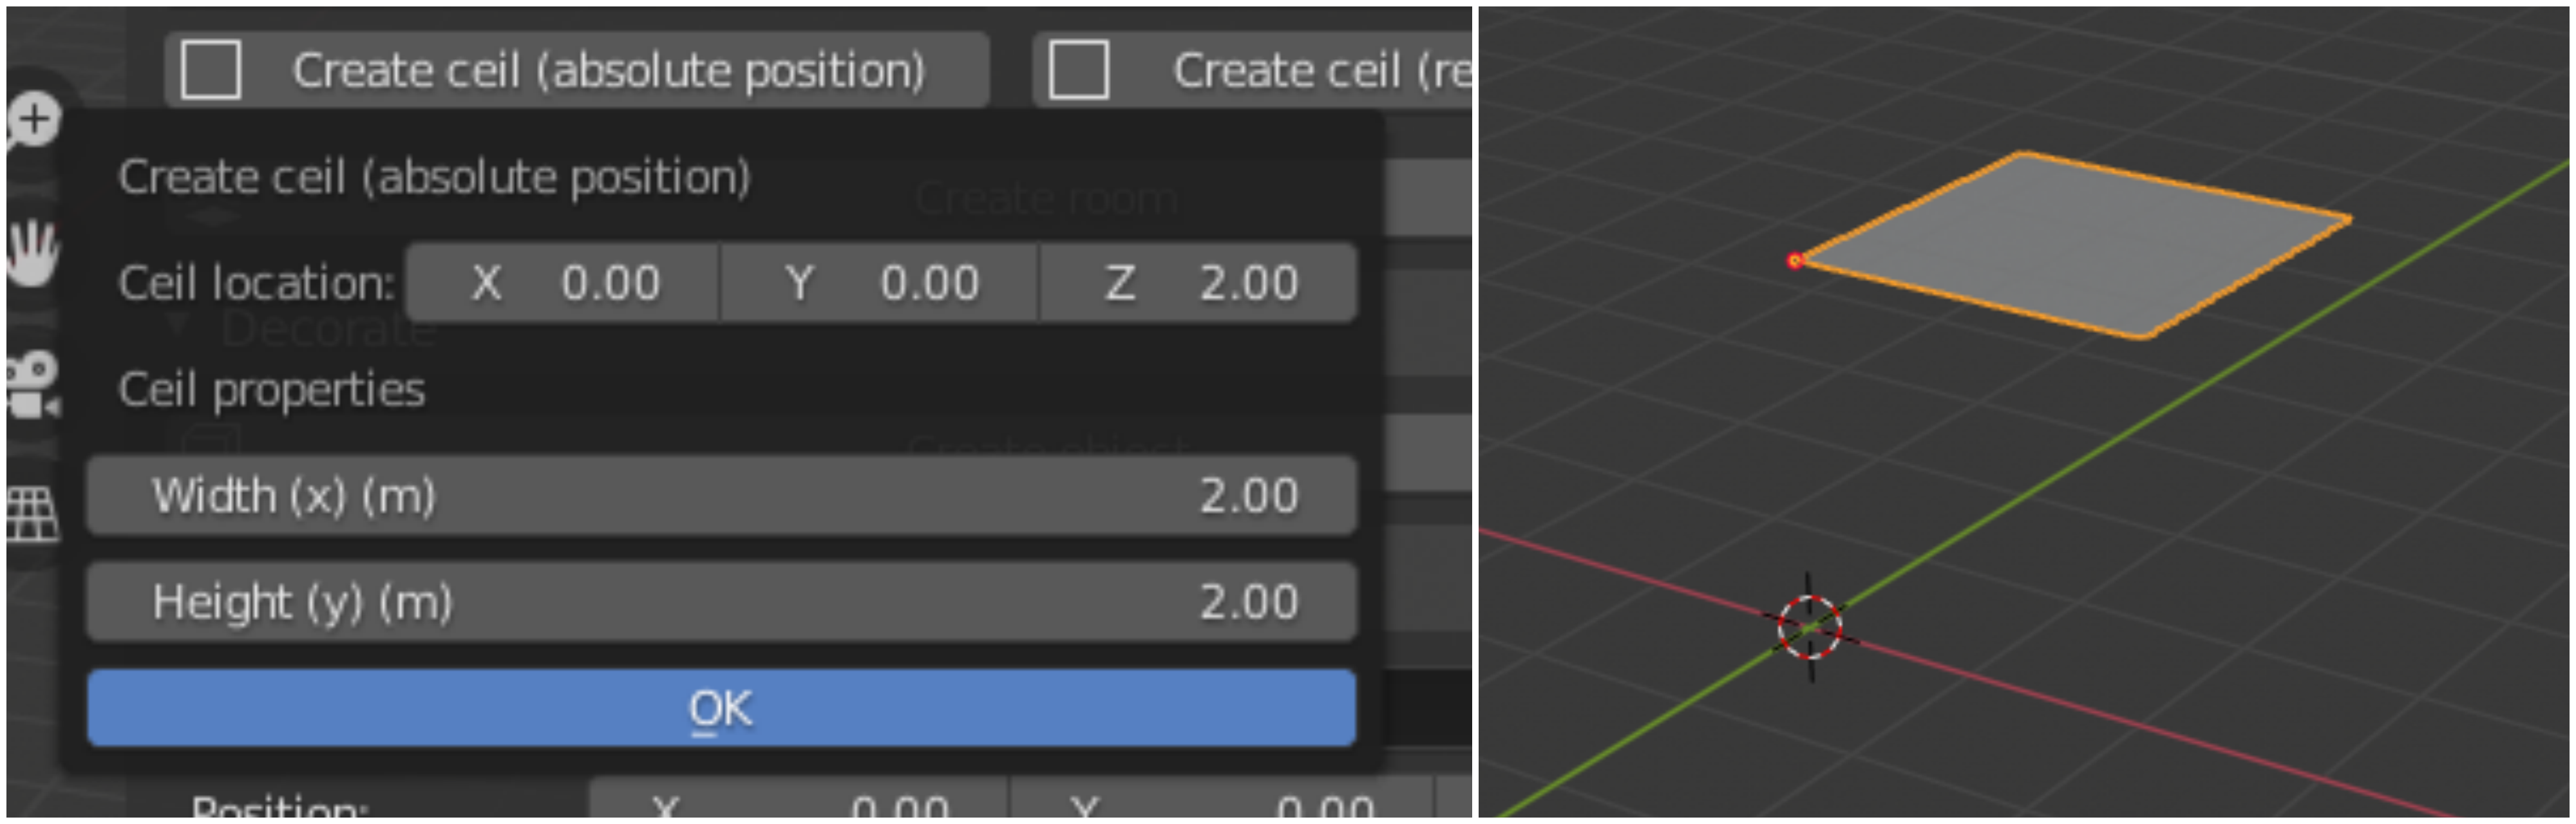 Create ceil (absolute position) Create ceil (re
Create ceil (absolute position)
Create room
Ceil location: X 0.00 Y 0.00 Z 2.00
Decorate
Ceil properties
Create object
Width (x) (m) 2.00
Height (y) (m) 2.00
OK
Position: X 0.00 Y 0.00